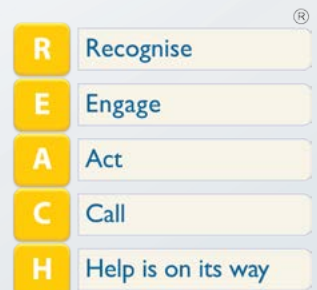 ®
R Recognise
E Engage
A Act
C Call
H Help is on its way